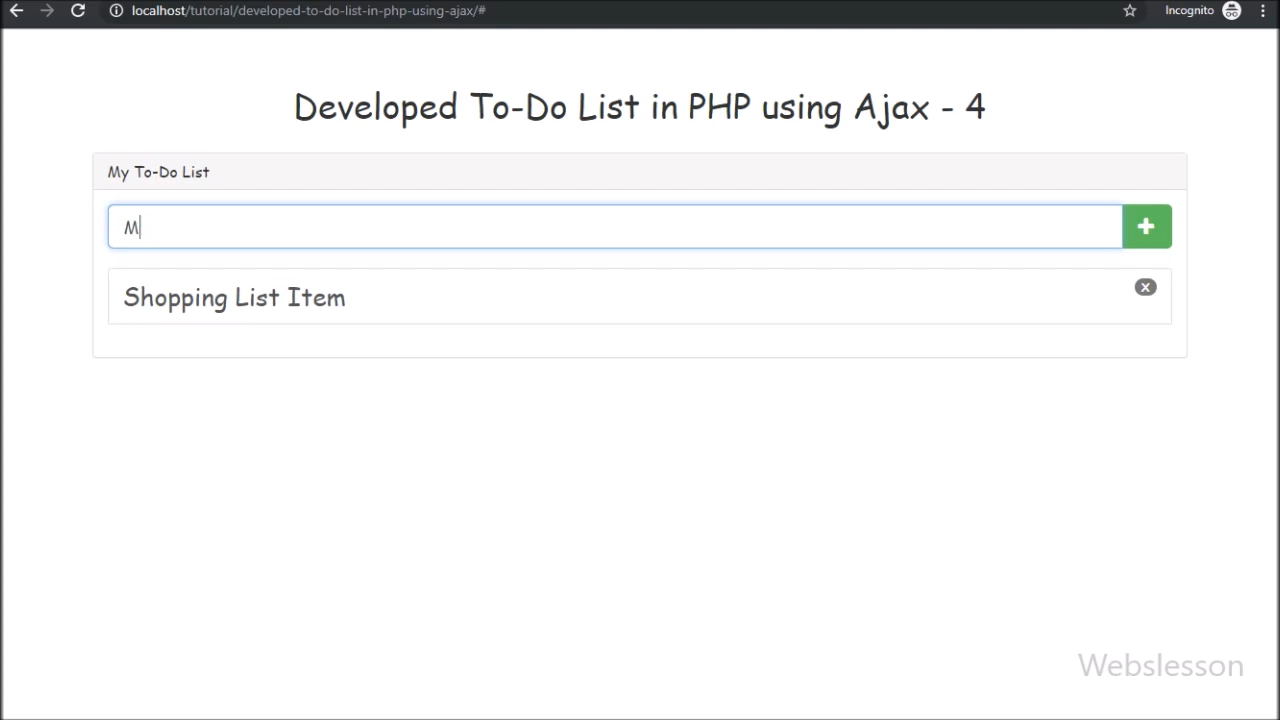 localhost/tutorial/developed-to-do-list-in-php-using-ajax/#
Incognito
Developed To-Do List in PHP using Ajax - 4
My To-Do List
M
Shopping List Item
Webslesson